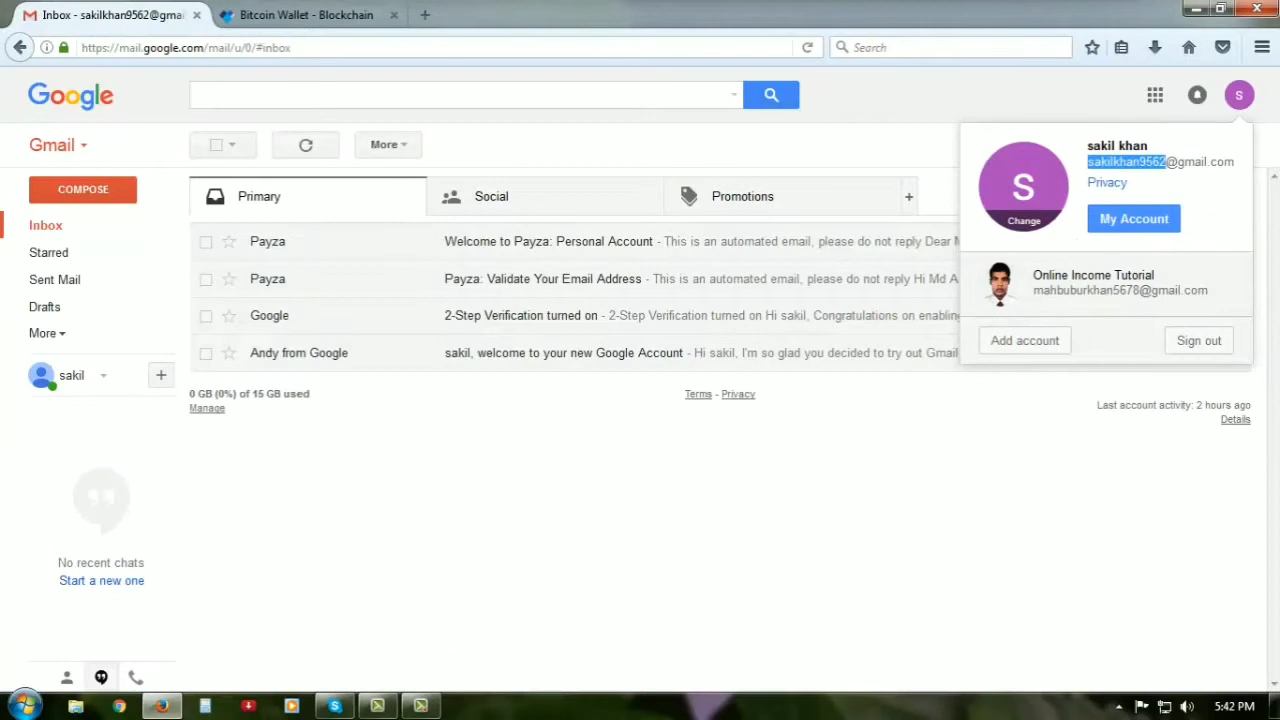 Inbox - sakilkhan9562@gmai
Bitcoin Wallet - Blockchain
https://mail.google.com/mail/u/0/#inbox
Search
Google
S
Gmail
More
sakil khan
sakilkhan9562@gmail.com
Privacy
S
Change
My Account
COMPOSE
Primary
Social
Promotions
Inbox
Starred
Sent Mail
Drafts
More
Payza
Welcome to Payza: Personal Account - This is an automated email, please do not reply Dear M
Payza
Payza: Validate Your Email Address - This is an automated email, please do not reply Hi Md A
Google
2-Step Verification turned on - 2-Step Verification turned on Hi sakil, Congratulations on enabling
Andy from Google
sakil, welcome to your new Google Account - Hi sakil, I'm so glad you decided to try out Gmail
Online Income Tutorial
mahbuburkhan5678@gmail.com
Add account
Sign out
sakil
0 GB (0%) of 15 GB used
Manage
Terms - Privacy
Last account activity: 2 hours ago
Details
No recent chats
Start a new one
5:42 PM